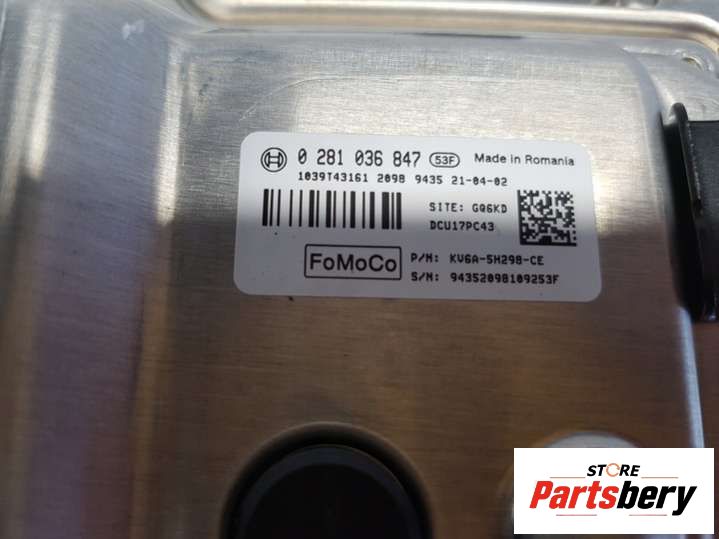 0 281 036 847 53F Made in Romania
1039T43161 2098 9435 21-04-02
SITE: GQ6KD
DCU17PC43
FoMoCo P/N: KV6A-5H298-CE
S/N: 94352098109253F
STORE
Partsbery